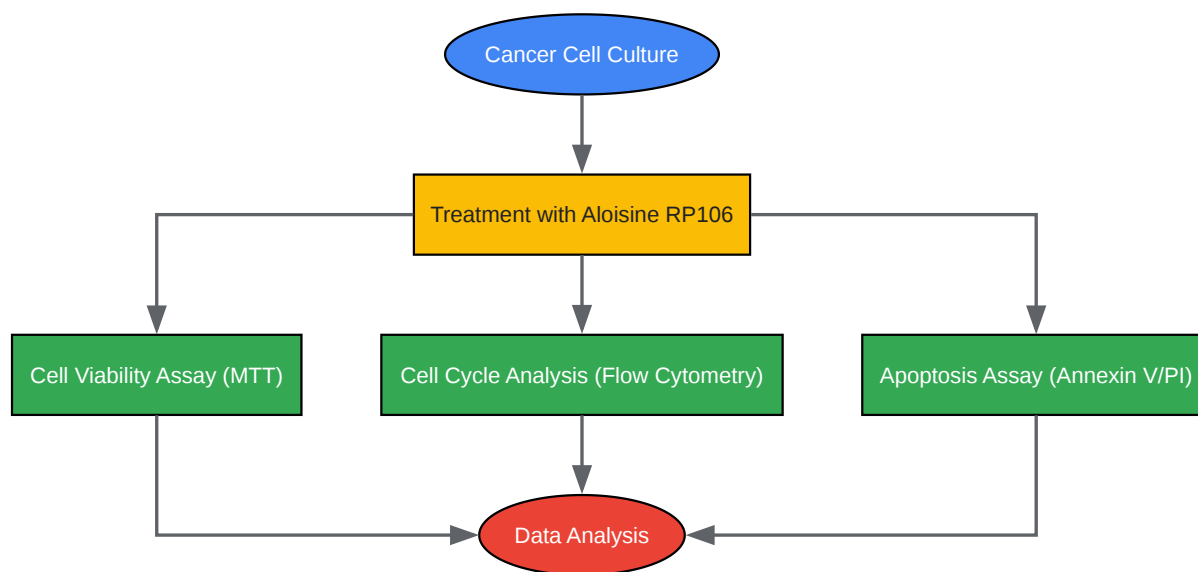 Cancer Cell Culture
Treatment with Aloisine RP106
Cell Viability Assay (MTT)
Cell Cycle Analysis (Flow Cytometry)
Apoptosis Assay (Annexin V/PI)
Data Analysis